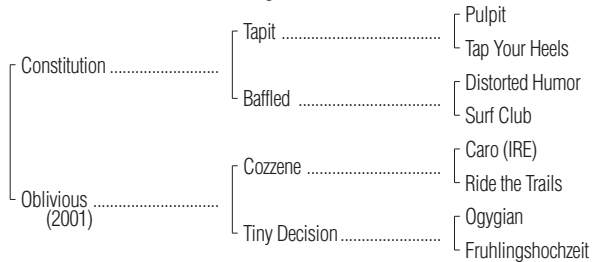 Pulpit
Tapit ..............................
Tap Your Heels
Constitution .........................
Distorted Humor
Baffled .................................
Surf Club
Caro (IRE)
Cozzene ...............................
Ride the Trails
Oblivious .............................
(2001)
Ogygian
Tiny Decision.......................
Fruhlingshochzeit